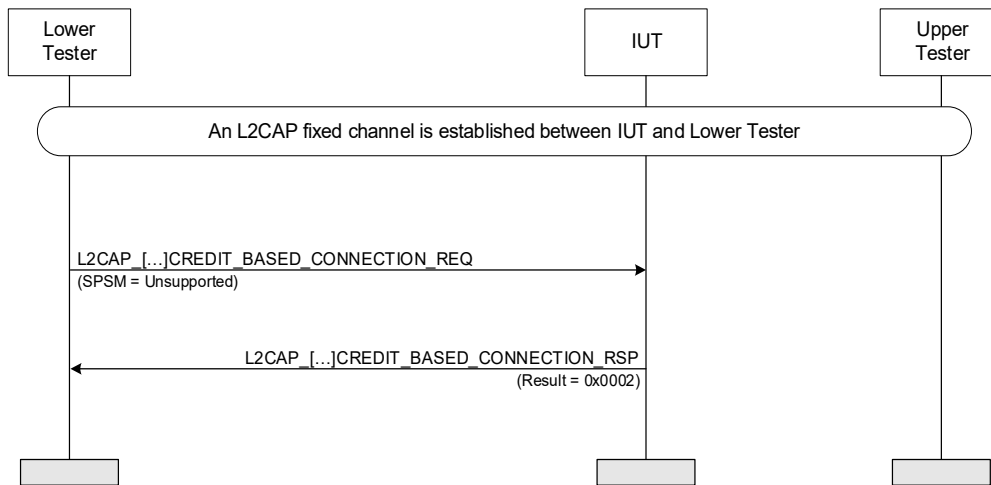 Lower
Tester
IUT
Upper
Tester
An L2CAP fixed channel is established between IUT and Lower Tester
L2CAP_[…]CREDIT_BASED_CONNECTION_REQ
(SPSM = Unsupported)
L2CAP_[…]CREDIT_BASED_CONNECTION_RSP
(Result = 0x0002)